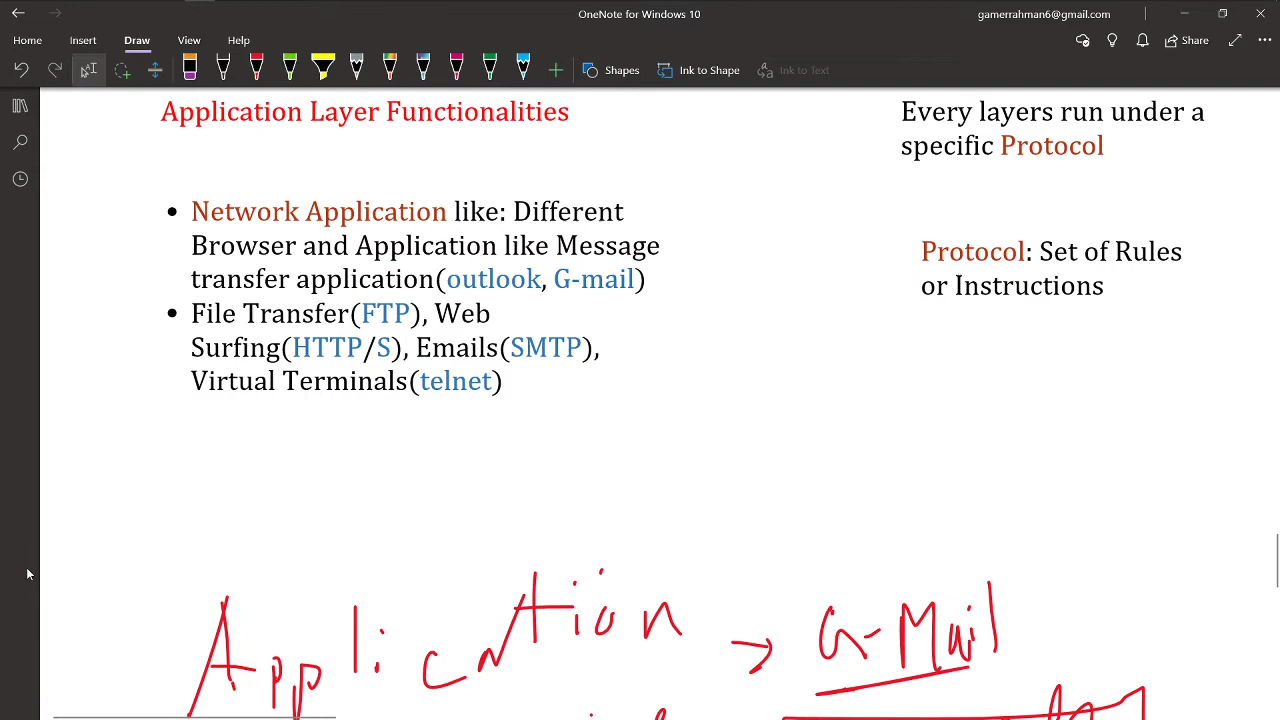 OneNote for Windows 10
gamerrahman6@gmail.com
Home Insert Draw View Help
Share
Shapes
Ink to Shape
Ink to Text
Application Layer Functionalities
Every layers run under a
specific Protocol
Network Application like: Different
Browser and Application like Message
transfer application(outlook, G-mail)
File Transfer(FTP), Web
Surfing(HTTP/S), Emails(SMTP),
Virtual Terminals(telnet)
Protocol: Set of Rules
or Instructions
Application → G-Mail